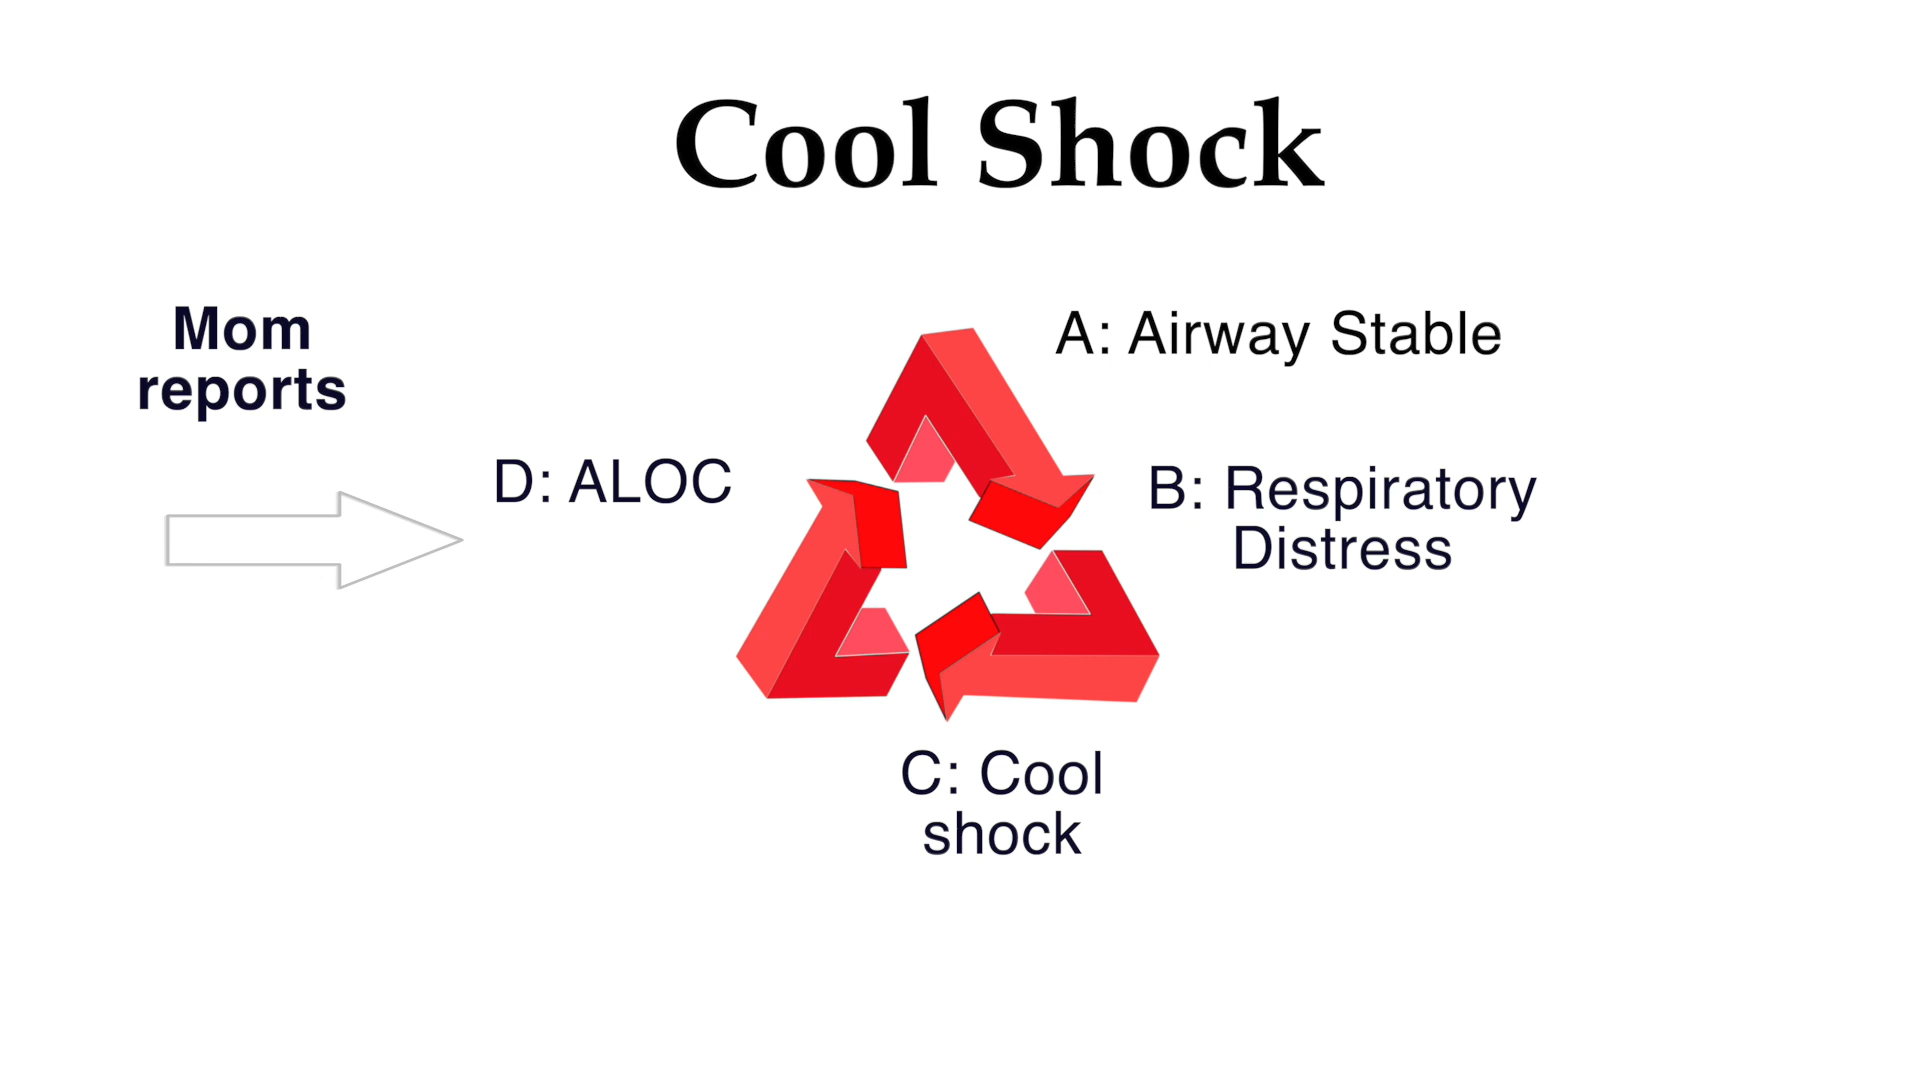 Cool Shock
Mom
reports
A: Airway Stable
D: ALOC
B: Respiratory
Distress
C: Cool
shock